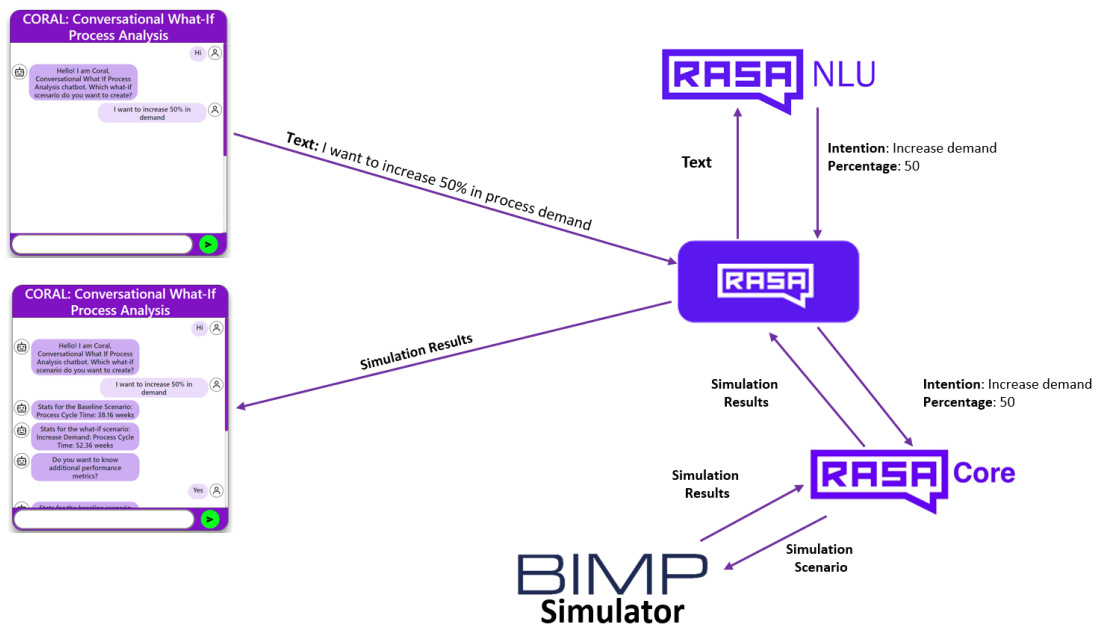 CORAL: Conversational What-If
Process Analysis
Hi
Hello! I am Coral,
Conversational What If Process
Analysis chatbot. Which what-if
scenario do you want to create?
I want to increase 50% in
demand
Text: I want to increase 50% in process demand
RASA NLU
Text
Intention: Increase demand
Percentage: 50
RASA
CORAL: Conversational What-If
Process Analysis
Hi
Hello! I am Coral,
Conversational What If Process
Analysis chatbot. Which what-if
scenario do you want to create?
I want to increase 50% in
demand
Stats for the Baseline Scenario:
Process Cycle Time: 38.16 weeks
Stats for the what-if scenario:
Increase Demand: Process Cycle
Time: 52.36 weeks
Do you want to know
additional performance
metrics?
Yes
Simulation Results
Simulation
Results
Intention: Increase demand
Percentage: 50
RASA Core
Simulation
Results
Simulation
Scenario
BIMP
Simulator